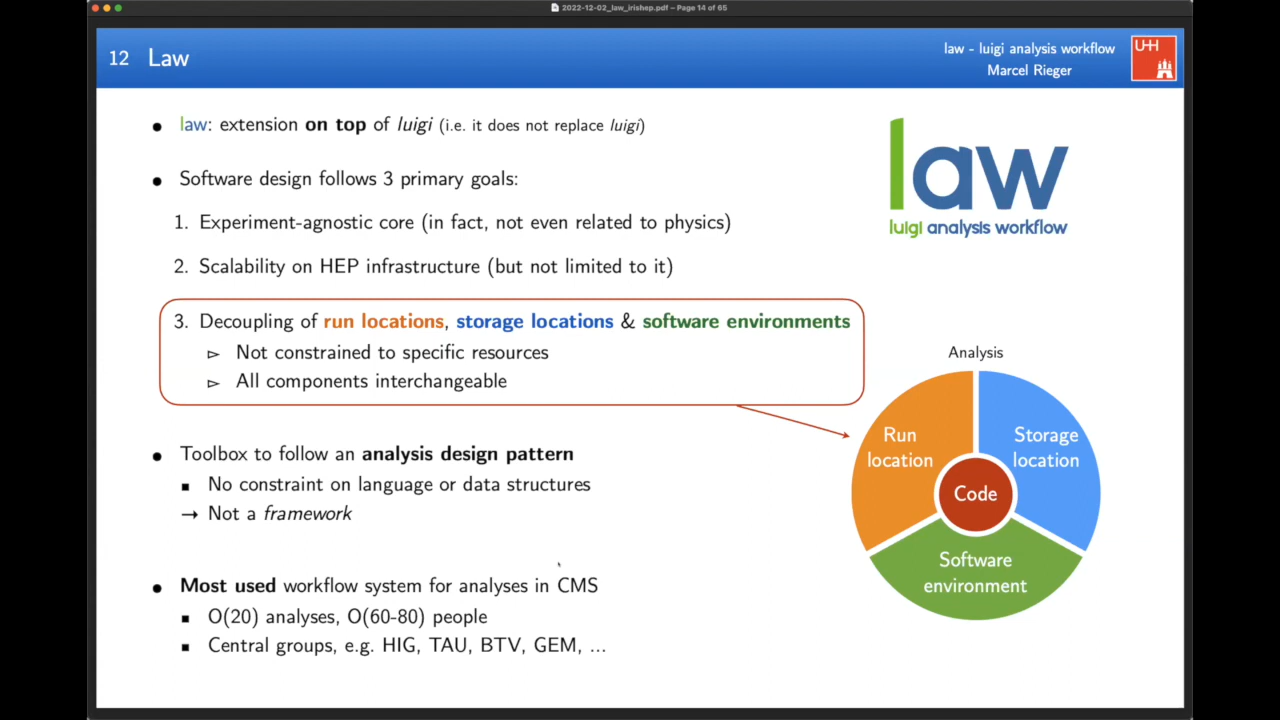 2022-12-02_law_irishep.pdf – Page 14 of 65
12 Law
law - luigi analysis workflow
Marcel Rieger
• law: extension on top of luigi (i.e. it does not replace luigi)
• Software design follows 3 primary goals:
1. Experiment-agnostic core (in fact, not even related to physics)
2. Scalability on HEP infrastructure (but not limited to it)
3. Decoupling of run locations, storage locations & software environments
▷ Not constrained to specific resources
▷ All components interchangeable
• Toolbox to follow an analysis design pattern
▪ No constraint on language or data structures
→ Not a framework
• Most used workflow system for analyses in CMS
▪ O(20) analyses, O(60-80) people
▪ Central groups, e.g. HIG, TAU, BTV, GEM, ...
UH
law
luigi analysis workflow
Analysis
Run
location
Storage
location
Code
Software
environment